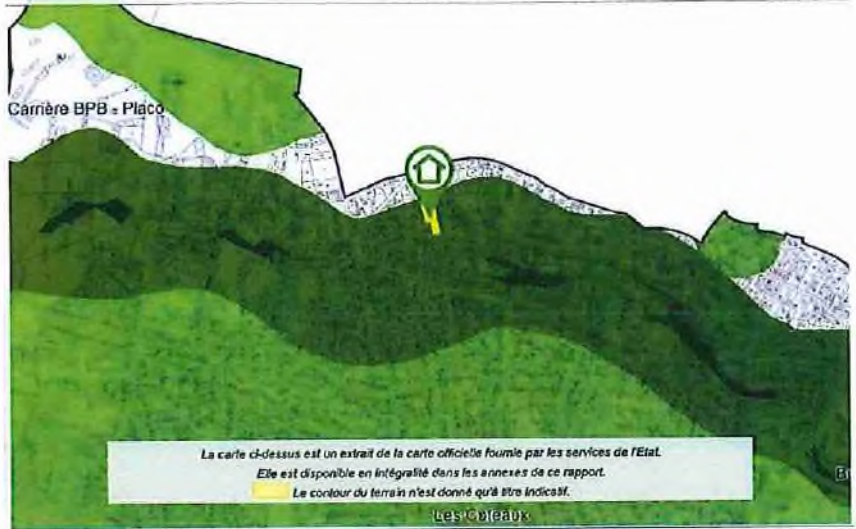 Carrière BPB - Placo
La carte ci-dessus est un extrait de la carte officielle fournie par les services de l'Etat.
Elle est disponible en intégralité dans les annexes de ce rapport.
Le contour du terrain n'est donné qu'à titre indicatif.
Les Coteaux